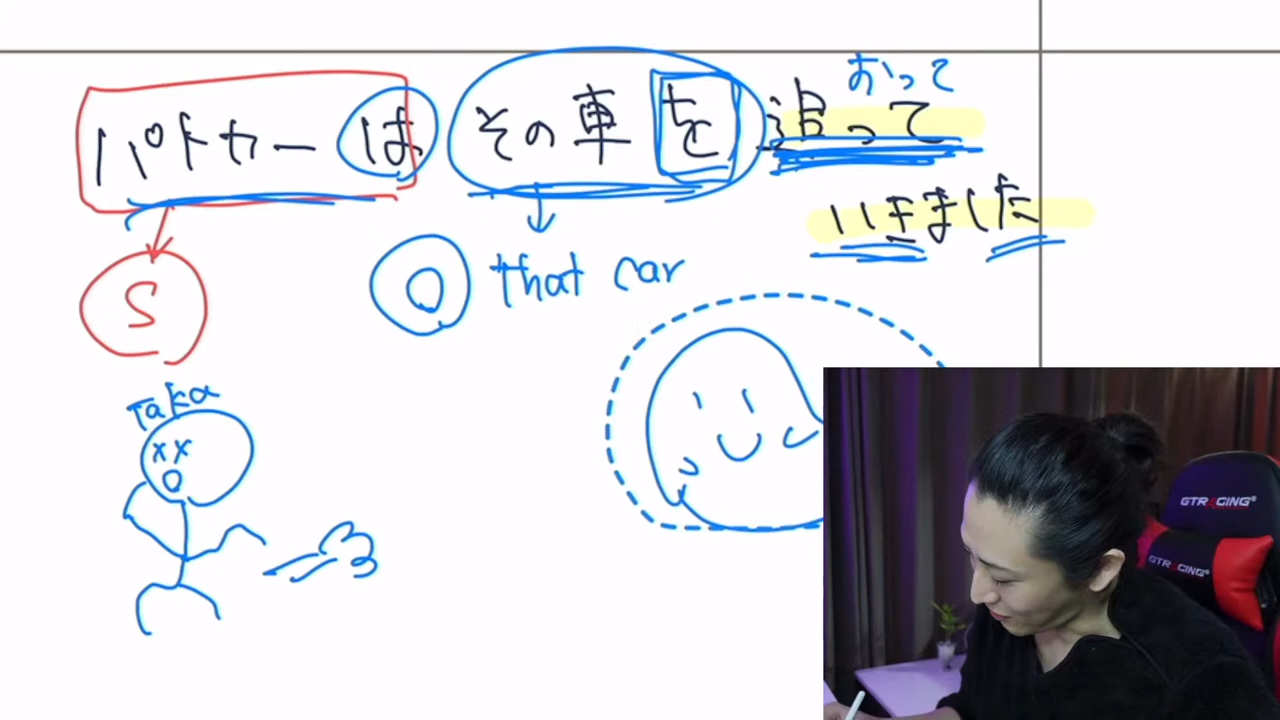 おって
パトカーは その車を 追って
いきました
S
O that car
Taka
GTRACING
GTRACING